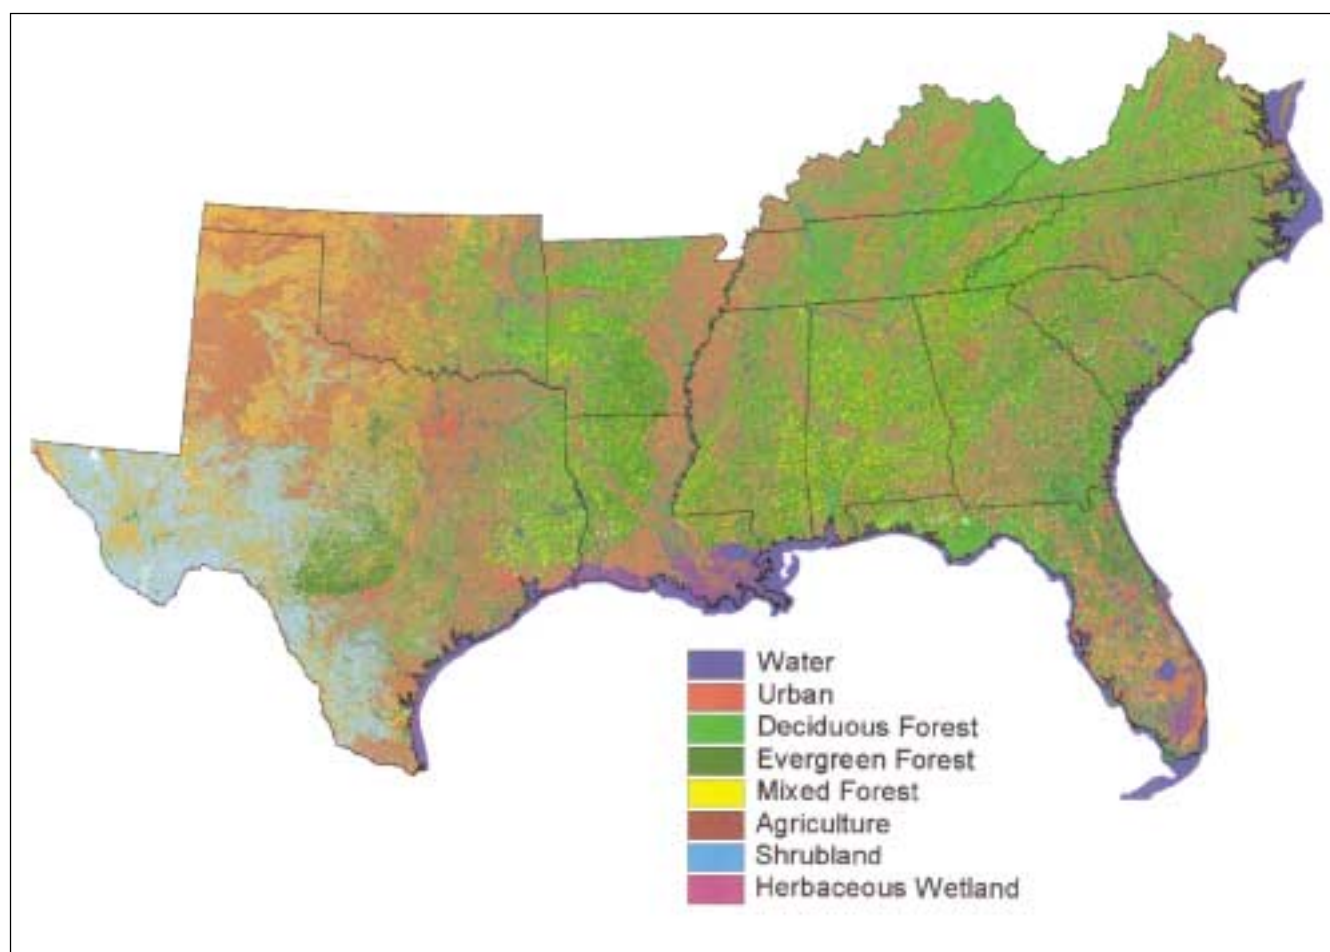 Water
Urban
Deciduous Forest
Evergreen Forest
Mixed Forest
Agriculture
Shrubland
Herbaceous Wetland